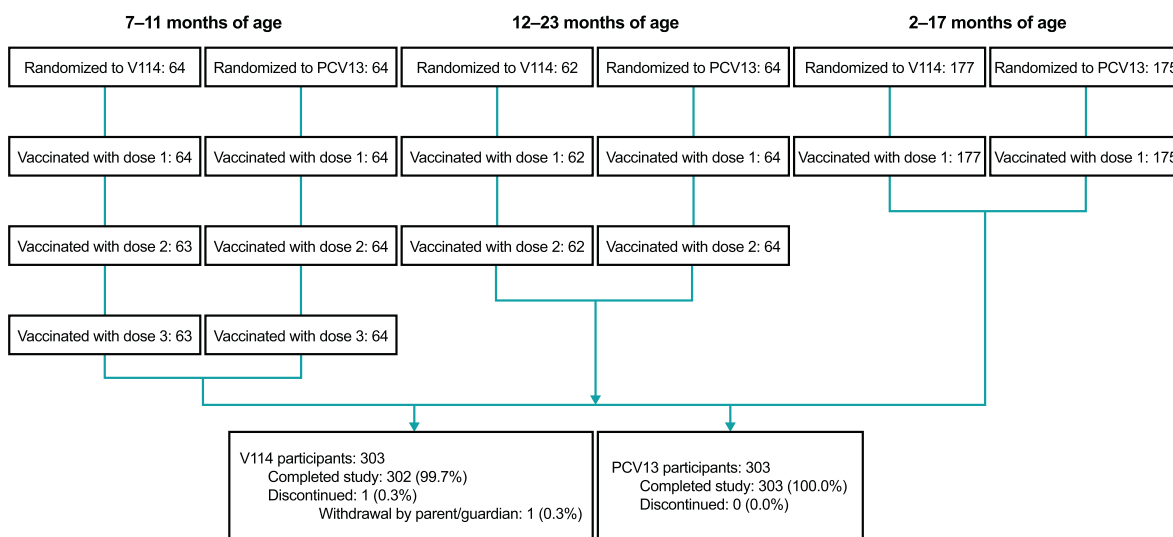 7–11 months of age
12–23 months of age
2–17 months of age
Randomized to V114: 64
Randomized to PCV13: 64
Randomized to V114: 62
Randomized to PCV13: 64
Randomized to V114: 177
Randomized to PCV13: 175
Vaccinated with dose 1: 64
Vaccinated with dose 1: 64
Vaccinated with dose 1: 62
Vaccinated with dose 1: 64
Vaccinated with dose 1: 177
Vaccinated with dose 1: 175
Vaccinated with dose 2: 63
Vaccinated with dose 2: 64
Vaccinated with dose 2: 62
Vaccinated with dose 2: 64
Vaccinated with dose 3: 63
Vaccinated with dose 3: 64
V114 participants: 303
Completed study: 302 (99.7%)
Discontinued: 1 (0.3%)
Withdrawal by parent/guardian: 1 (0.3%)
PCV13 participants: 303
Completed study: 303 (100.0%)
Discontinued: 0 (0.0%)